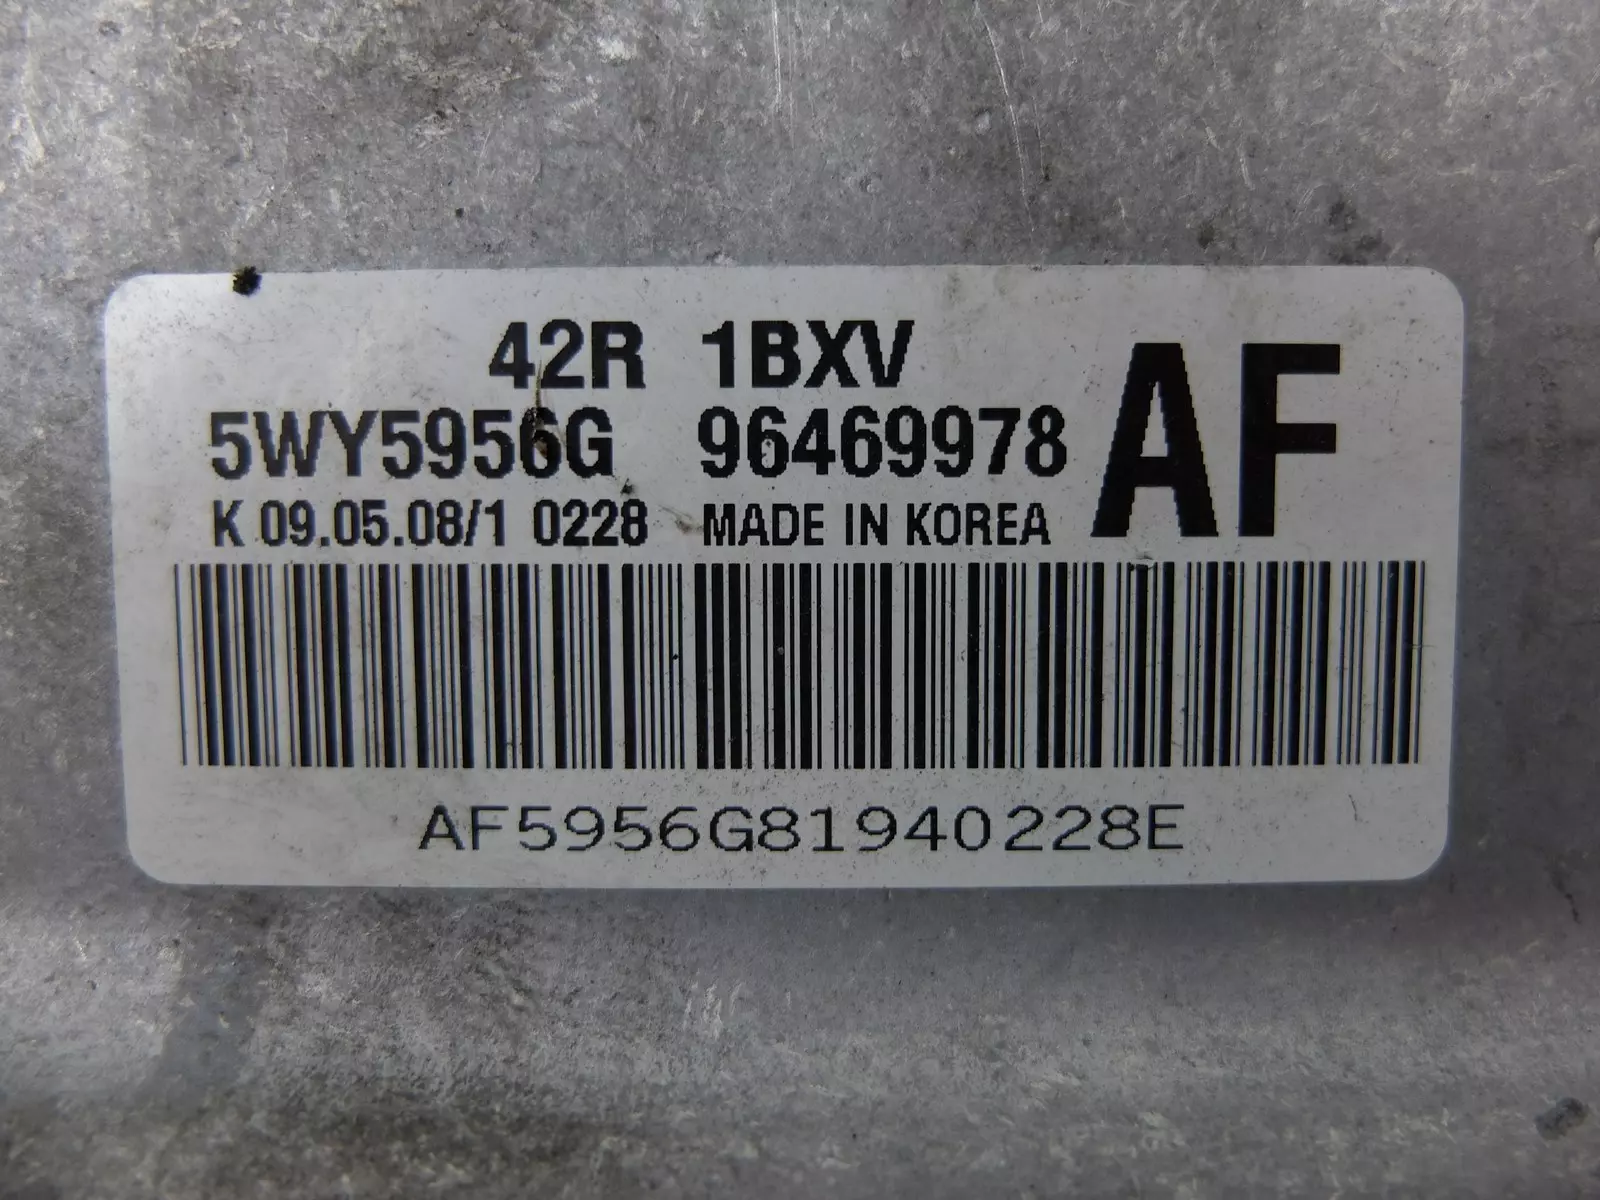 42R 1BXV
5WY5956G 96469978 AF
K 09.05.08/1 0228 MADE IN KOREA
AF5956G81940228E